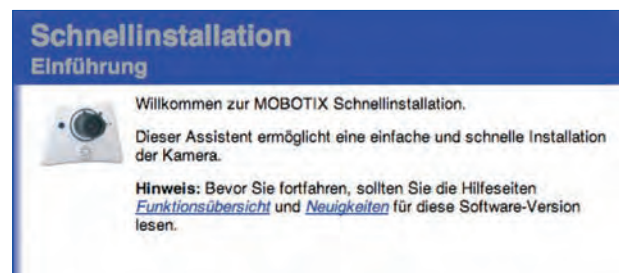 Schnellinstallation
Einführung
Willkommen zur MOBOTIX Schnellinstallation.
Dieser Assistent ermöglicht eine einfache und schnelle Installation
der Kamera.
Hinweis: Bevor Sie fortfahren, sollten Sie die Hilfeseiten
Funktionsübersicht und Neuigkeiten für diese Software-Version
lesen.